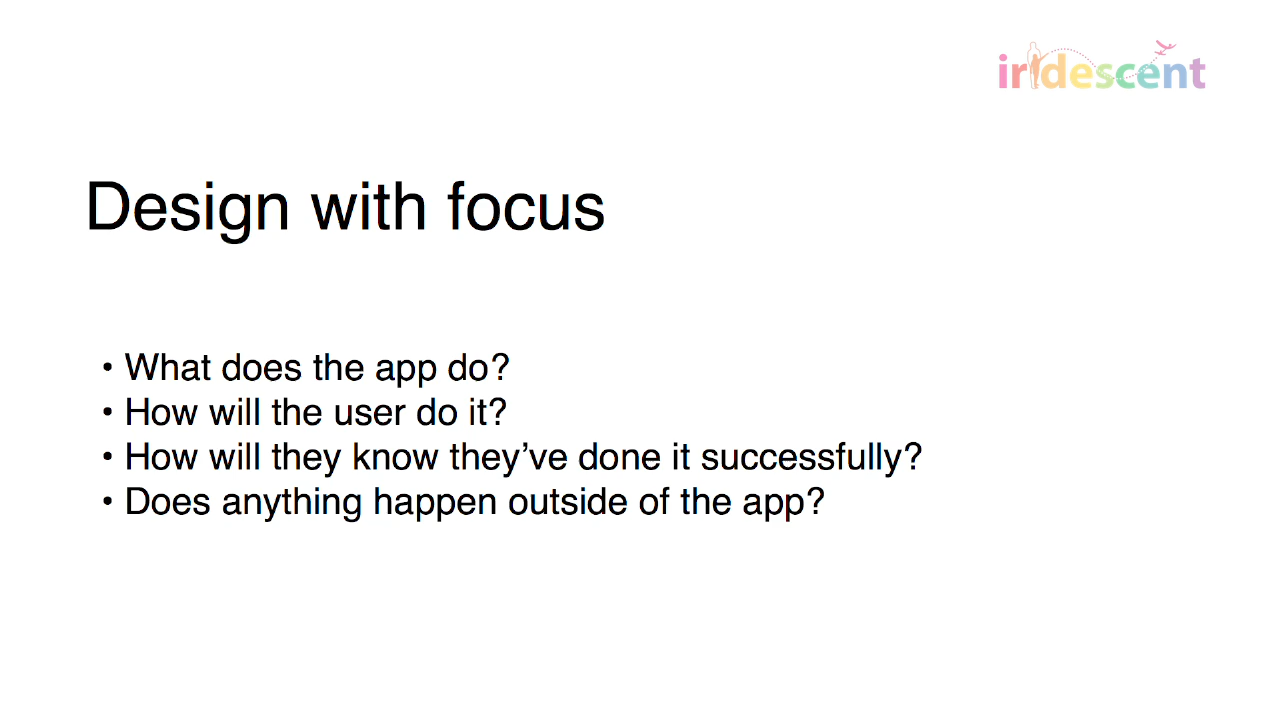 iridescent
Design with focus
• What does the app do?
• How will the user do it?
• How will they know they’ve done it successfully?
• Does anything happen outside of the app?